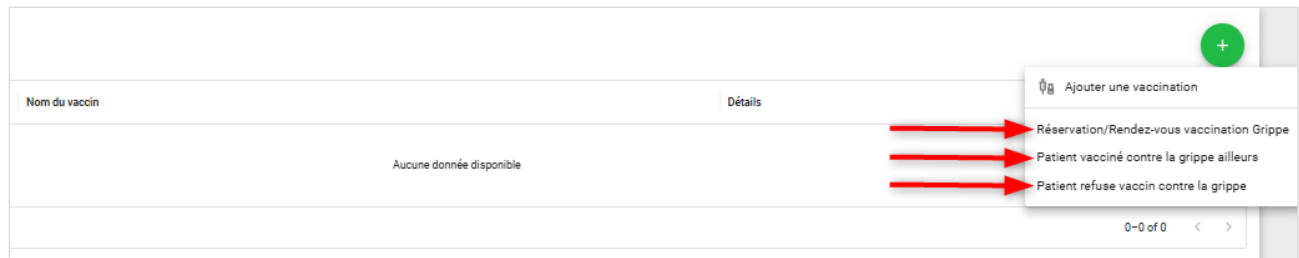 +
Ajouter une vaccination
Nom du vaccin
Détails
Réservation/Rendez-vous vaccination Grippe
Patient vacciné contre la grippe ailleurs
Aucune donnée disponible
Patient refuse vaccin contre la grippe
0–0 of 0 < >